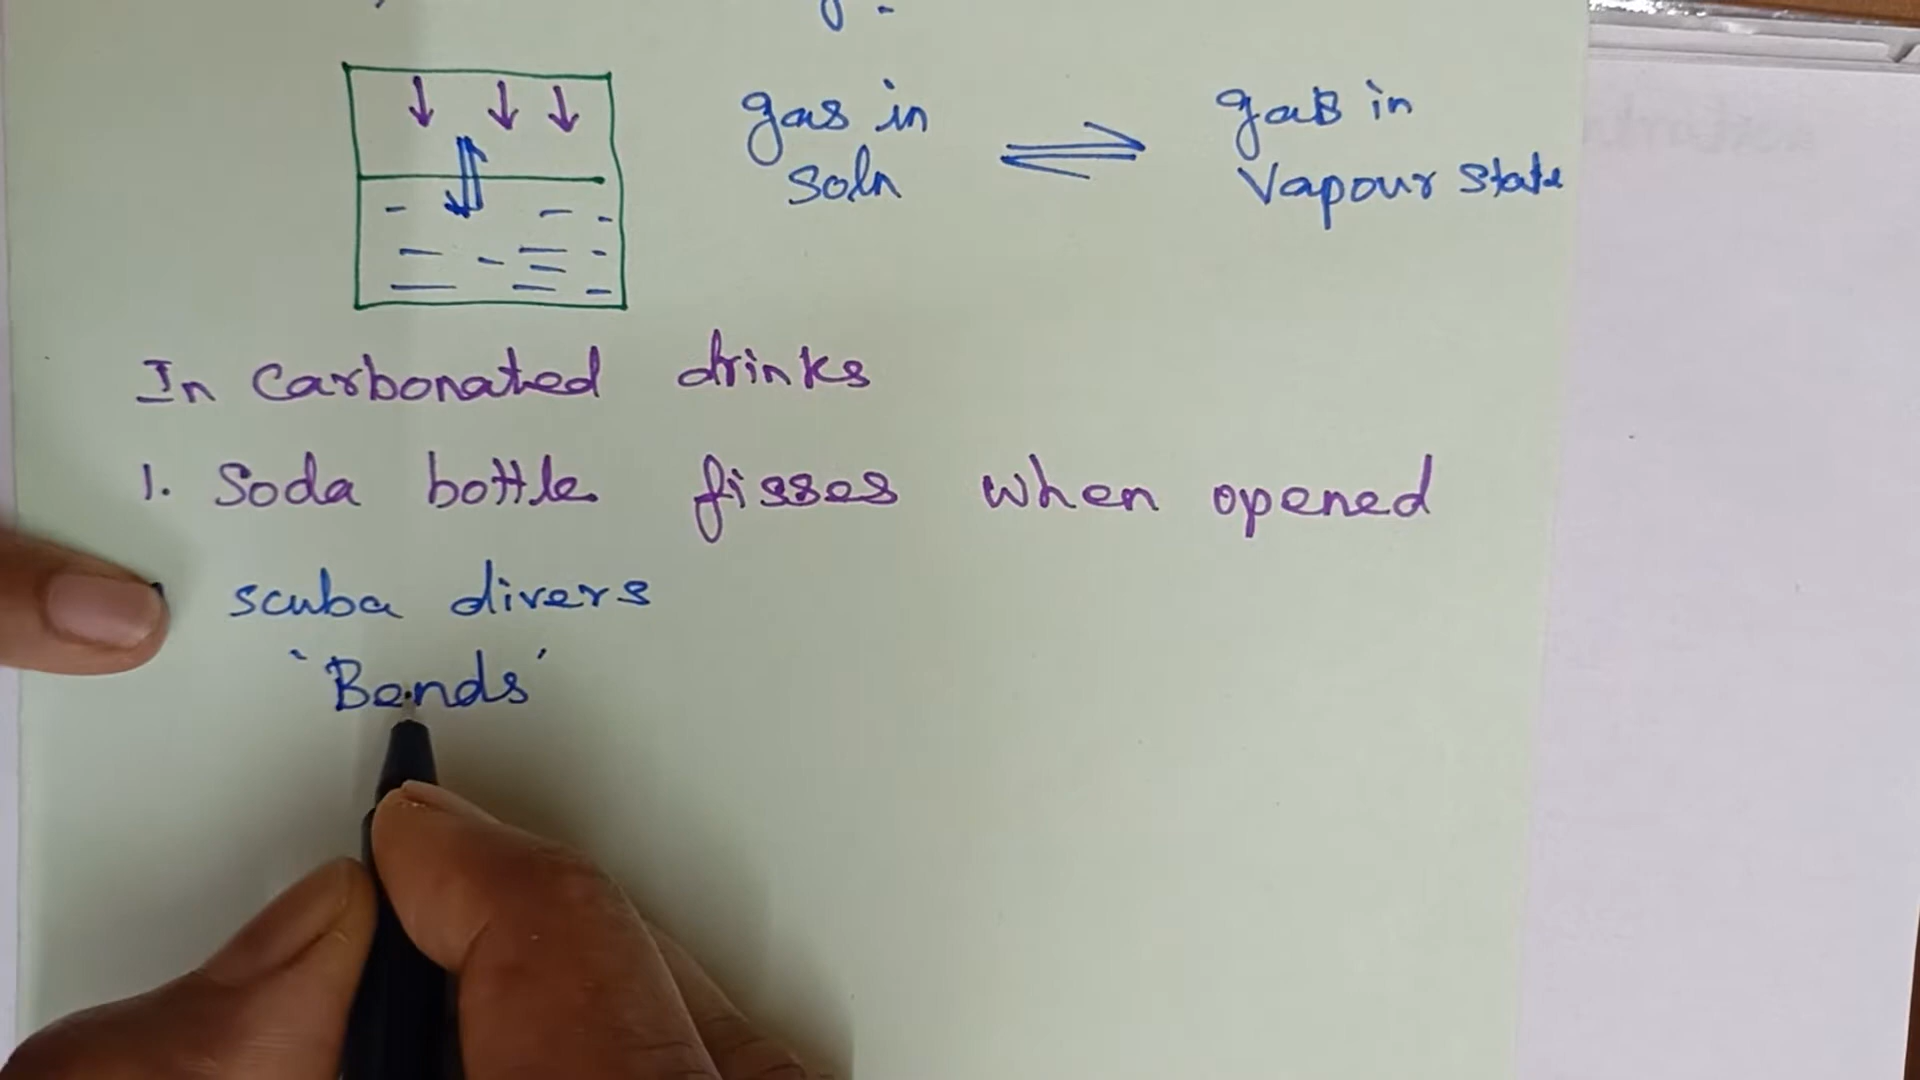 gas in soln ⇌ gas in Vapour state
In carbonated drinks
1. Soda bottle fisses when opened
scuba divers
`Bends'